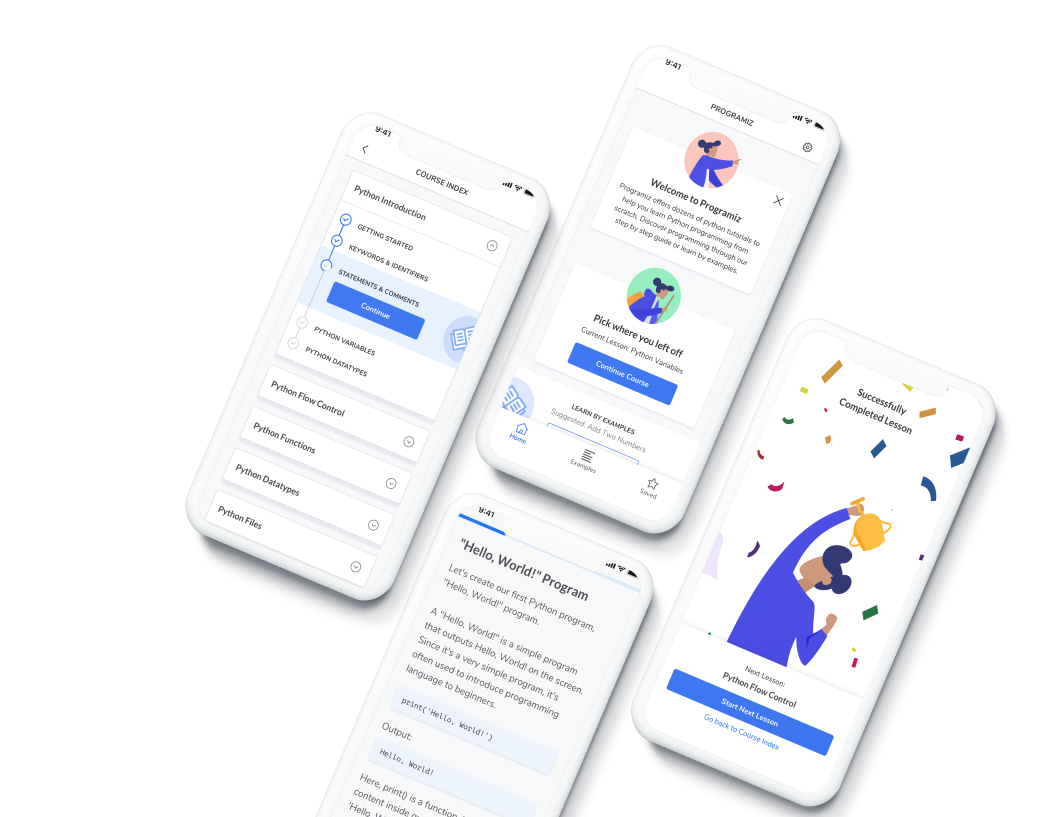 9:41
COURSE INDEX
Python Introduction
GETTING STARTED
KEYWORDS & IDENTIFIERS
STATEMENTS & COMMENTS
Continue
PYTHON VARIABLES
PYTHON DATATYPES
Python Flow Control
Python Functions
Python Datatypes
Python Files
9:41
PROGRAMIZ
Welcome to Programiz
Programiz offers dozens of python tutorials to
help you learn Python programming from
scratch. Discover programming through our
step by step guide or learn by examples.
Pick where you left off
Current Lesson: Python Variables
Continue Course
LEARN BY EXAMPLES
Suggested: Add Two Numbers
Home
Examples
Saved
9:41
"Hello, World!" Program
Let's create our first Python program,
"Hello, World!" program.
A "Hello, World!" is a simple program
that outputs Hello, World! on the screen.
Since it's a very simple program, it's
often used to introduce programming
language to beginners.
print('Hello, World!')
Output:
Hello, World!
Here, print() is a function
content inside
'Hello,
Successfully
Completed Lesson
Next Lesson:
Python Flow Control
Start Next Lesson
Go back to Course Index